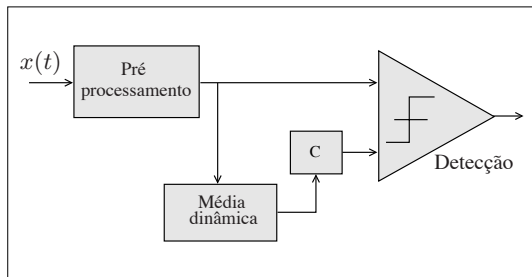 x(t)
Pré
processamento
C
Média
dinâmica
Detecção